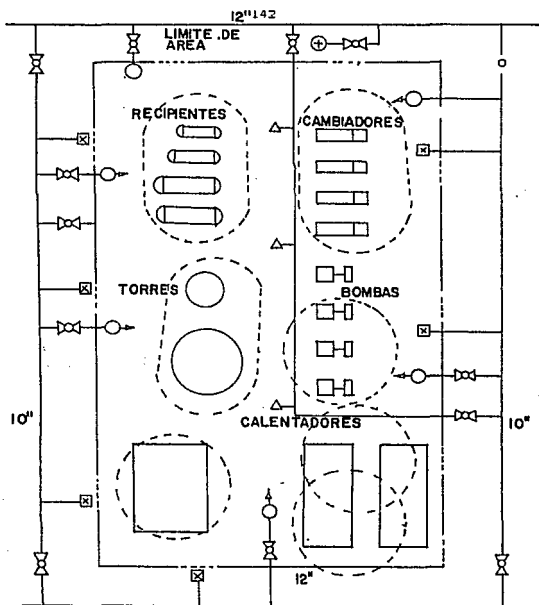 12"142
LIMITE .DE
AREA
RECIPIENTES
CAMBIADORES
TORRES
BOMBAS
10"
CALENTADORES
10"
12"